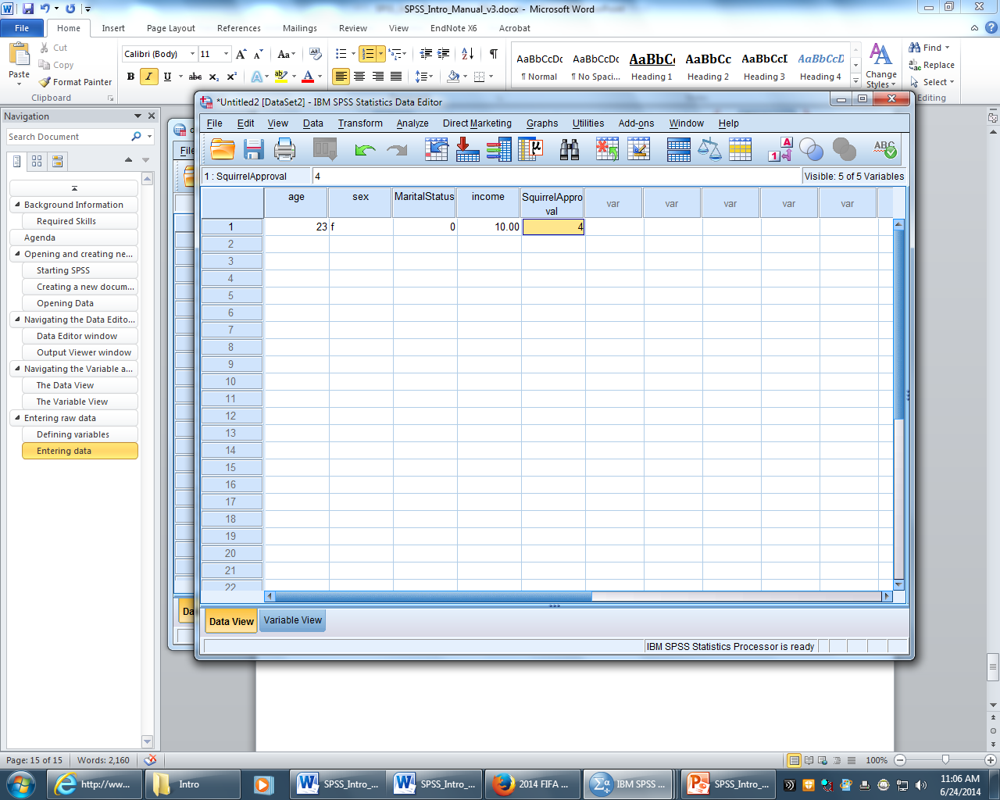 SPSS_Intro_Manual_v3.docx - Microsoft Word
File Home Insert Page Layout References Mailings Review View EndNote X6 Acrobat
Paste
Cut
Copy
Format Painter
Clipboard
Calibri (Body) 11
B I U abc
AaBbCcDc AaBbCcDc AaBbCc AaBbCc AaBbCcI AaBbCcD
¶ Normal ¶ No Spaci... Heading 1 Heading 2 Heading 3 Heading 4
Change Styles
Find
Replace
Select
Editing
Navigation
Search Document
Background Information
Required Skills
Agenda
Opening and creating ne...
Starting SPSS
Creating a new docum...
Opening Data
Navigating the Data Edito...
Data Editor window
Output Viewer window
Navigating the Variable a...
The Data View
The Variable View
Entering raw data
Defining variables
Entering data
*Untitled2 [DataSet2] - IBM SPSS Statistics Data Editor
File Edit View Data Transform Analyze Direct Marketing Graphs Utilities Add-ons Window Help
1 : SquirrelApproval 4 Visible: 5 of 5 Variables
age sex MaritalStatus income SquirrelAppro var var var var var
val
1 23 f 0 10.00 4
2
3
4
5
6
7
8
9
10
11
12
13
14
15
16
17
18
19
20
21
22
Data View Variable View
IBM SPSS Statistics Processor is ready
Page: 15 of 15 Words: 2,160 100%
http://ww... Intro SPSS_Intro_... SPSS_Intro_... 2014 FIFA ... IBM SPSS ... SPSS_Intro_...
11:06 AM
6/24/2014